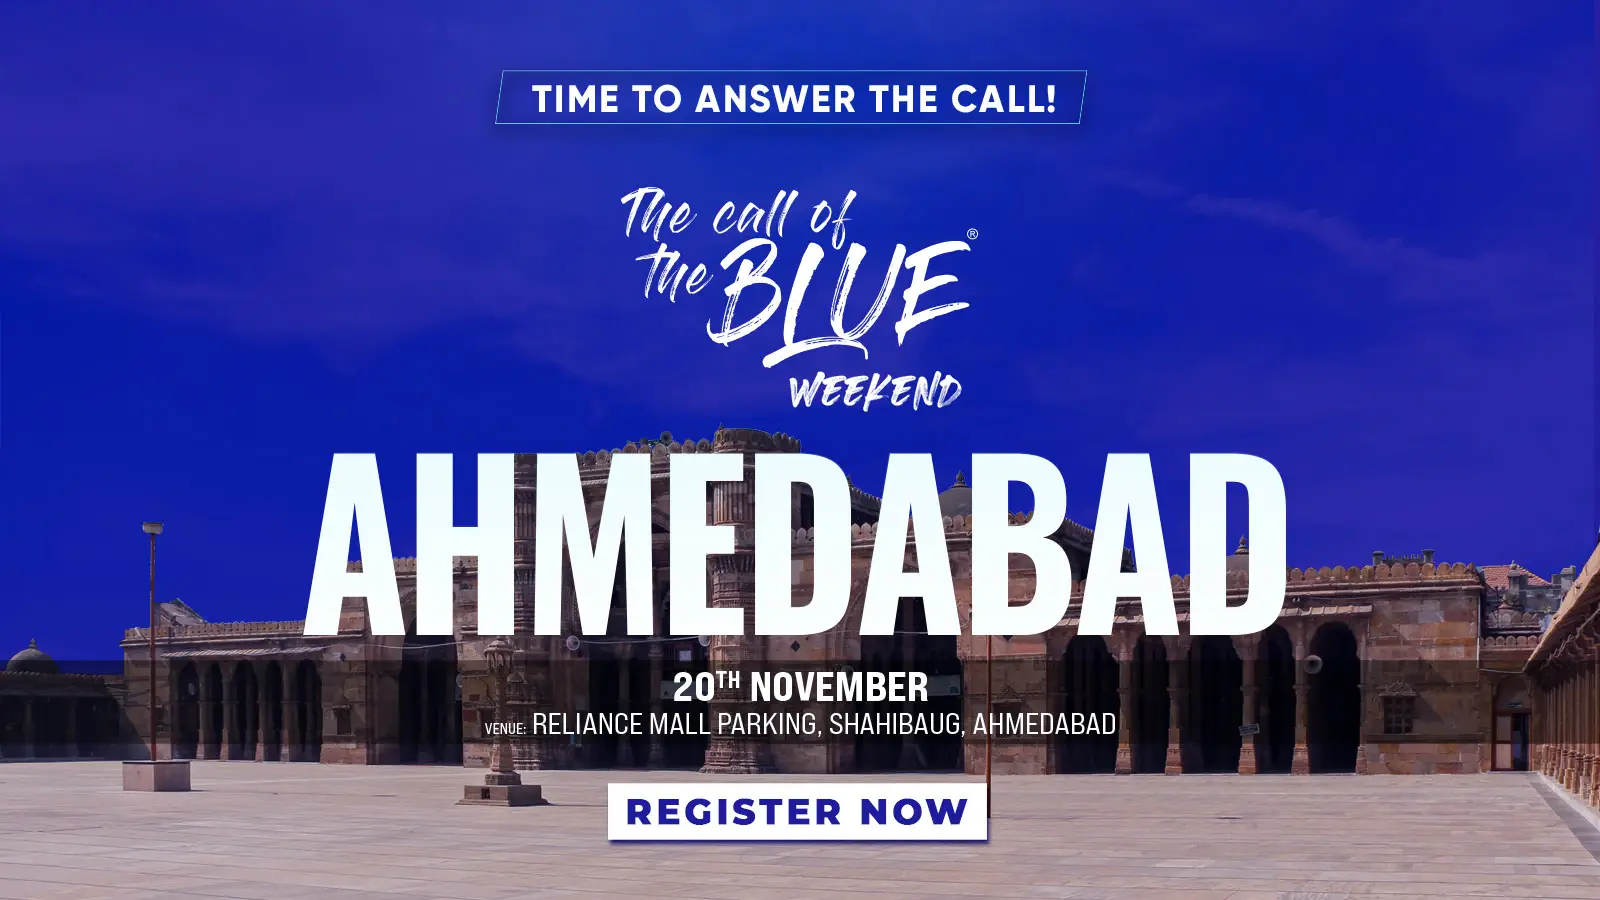 TIME TO ANSWER THE CALL!
The call of
the BLUE®
WEEKEND
AHMEDABAD
20TH NOVEMBER
VENUE: RELIANCE MALL PARKING, SHAHIBAUG, AHMEDABAD
REGISTER NOW